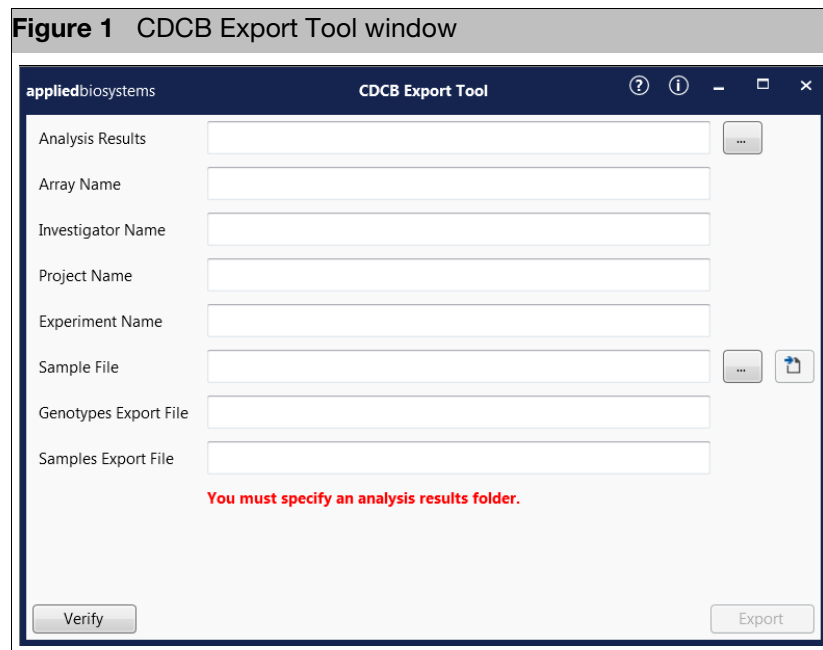 Figure 1 CDCB Export Tool window
appliedbiosystems CDCB Export Tool ? i
Analysis Results ...
Array Name
Investigator Name
Project Name
Experiment Name
Sample File ...
Genotypes Export File
Samples Export File
You must specify an analysis results folder.
Verify Export